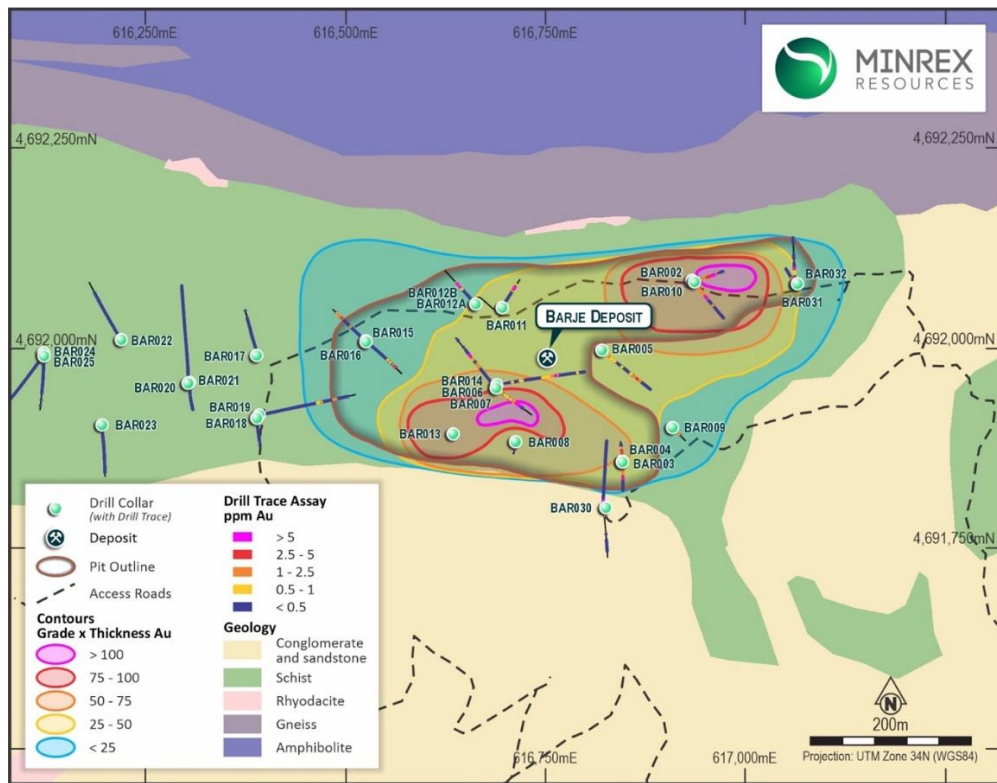 616,250mE
616,500mE
616,750mE
MINREX
RESOURCES
4,692,250mN
4,692,250mN
BAR002
BAR010
BAR032
BAR031
BAR012B
BAR012A
BAR011
BARJE DEPOSIT
BAR015
BAR016
BAR022
BAR017
4,692,000mN
4,692,000mN
BAR024
BAR025
BAR005
BAR020
BAR021
BAR014
BAR006
BAR007
BAR019
BAR018
BAR023
BAR013
BAR008
BAR009
BAR004
BAR003
BAR030
4,691,750mN
Drill Collar
(with Drill Trace)
Deposit
Pit Outline
Access Roads
Contours
Grade x Thickness Au
> 100
75 - 100
50 - 75
25 - 50
< 25
Drill Trace Assay
ppm Au
> 5
2.5 - 5
1 - 2.5
0.5 - 1
< 0.5
Geology
Conglomerate
and sandstone
Schist
Rhyodacite
Gneiss
Amphibolite
N
200m
Projection: UTM Zone 34N (WGS84)
616,750mE
617,000mE